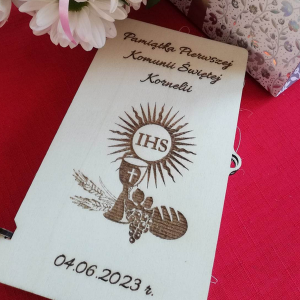 Pamiątka Pierwszej
Komunii Świętej
Kornelii
IHS
04.06.2023 r.